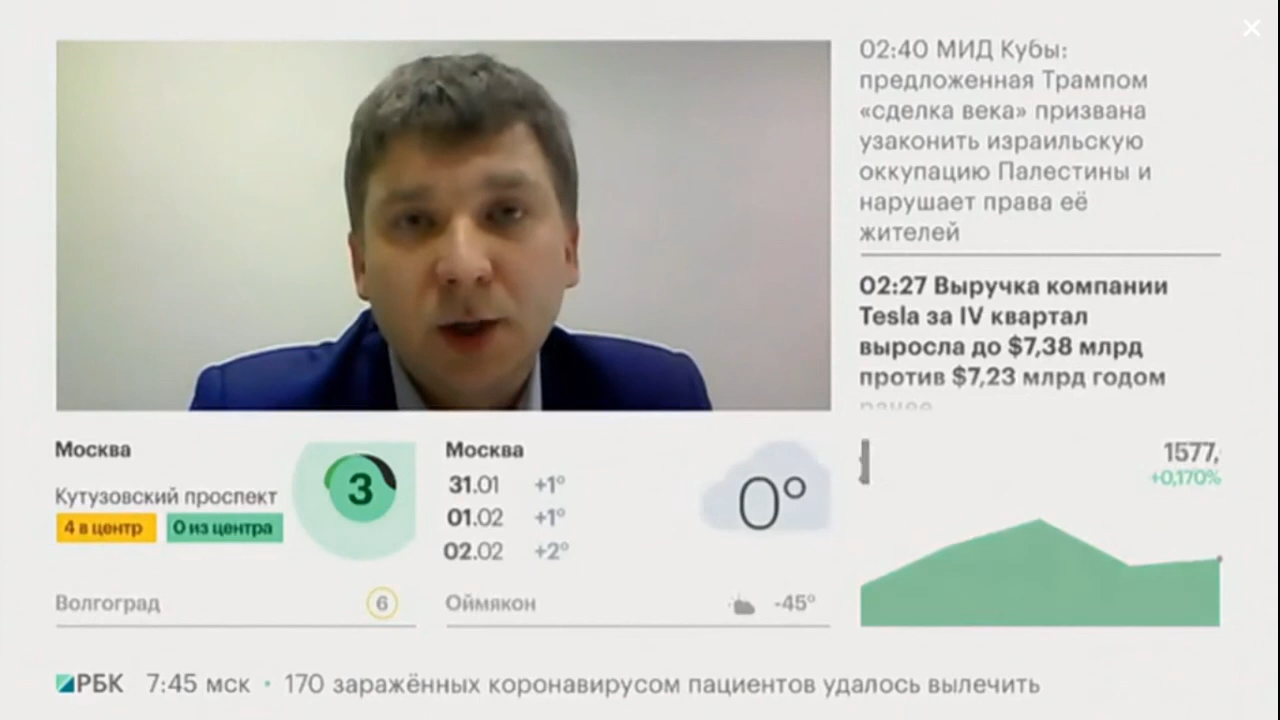 02:40 МИД Кубы:
предложенная Трампом
«сделка века» призвана
узаконить израильскую
оккупацию Палестины и
нарушает права её
жителей
02:27 Выручка компании
Tesla за IV квартал
выросла до $7,38 млрд
против $7,23 млрд годом
ранее
Москва
Кутузовский проспект
4 в центр 0 из центра
3
Волгоград 6
Москва
31.01 +1°
01.02 +1°
02.02 +2°
0°
Оймякон -45°
1577,
+0,170%
РБК 7:45 мск • 170 заражённых коронавирусом пациентов удалось вылечить